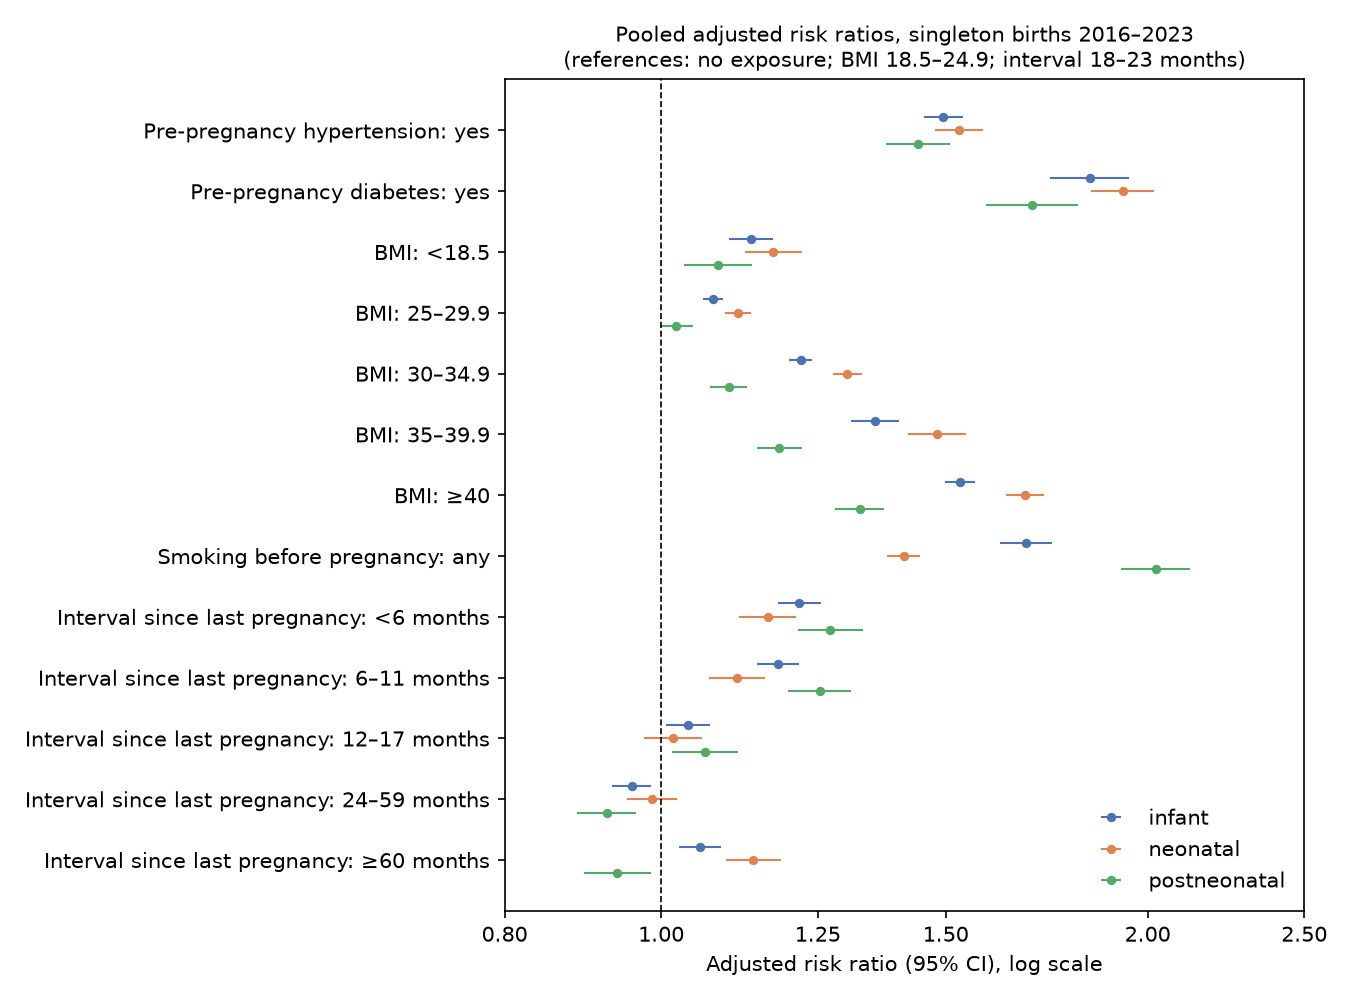 Pooled adjusted risk ratios, singleton births 2016–2023
(references: no exposure; BMI 18.5–24.9; interval 18–23 months)
Pre-pregnancy hypertension: yes
Pre-pregnancy diabetes: yes
BMI: <18.5
BMI: 25–29.9
BMI: 30–34.9
BMI: 35–39.9
BMI: ≥40
Smoking before pregnancy: any
Interval since last pregnancy: <6 months
Interval since last pregnancy: 6–11 months
Interval since last pregnancy: 12–17 months
Interval since last pregnancy: 24–59 months
Interval since last pregnancy: ≥60 months
infant
neonatal
postneonatal
0.80 1.00 1.25 1.50 2.00 2.50
Adjusted risk ratio (95% CI), log scale